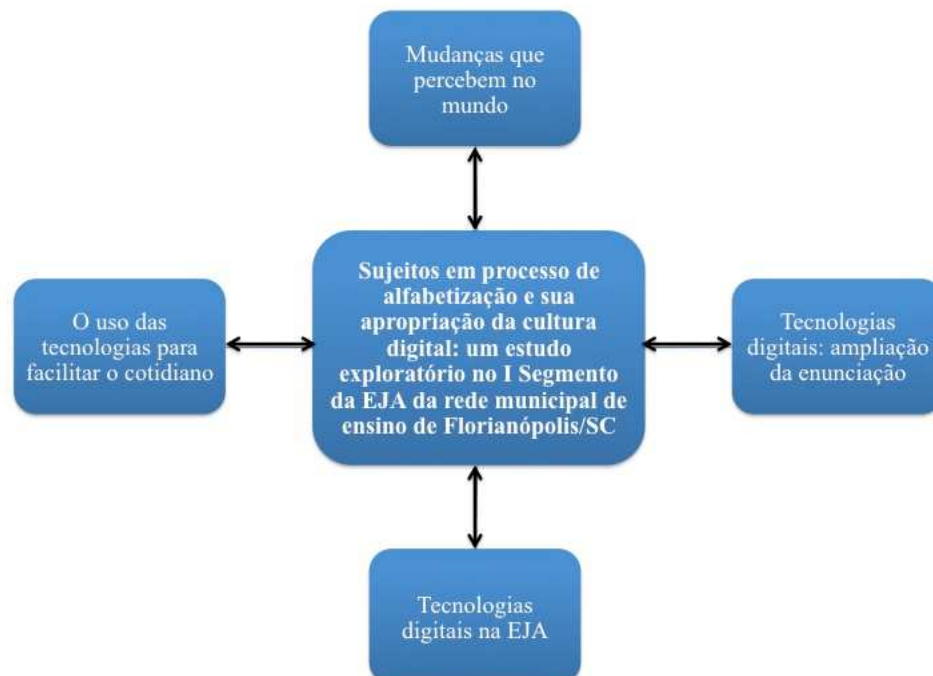 Mudanças que
percebem no
mundo
Sujeitos em processo de
alfabetização e sua
apropriação da cultura
digital: um estudo
exploratório no I Segmento
da EJA da rede municipal de
ensino de Florianópolis/SC
O uso das
tecnologias para
facilitar o cotidiano
Tecnologias
digitais: ampliação
da enunciação
Tecnologias
digitais na EJA